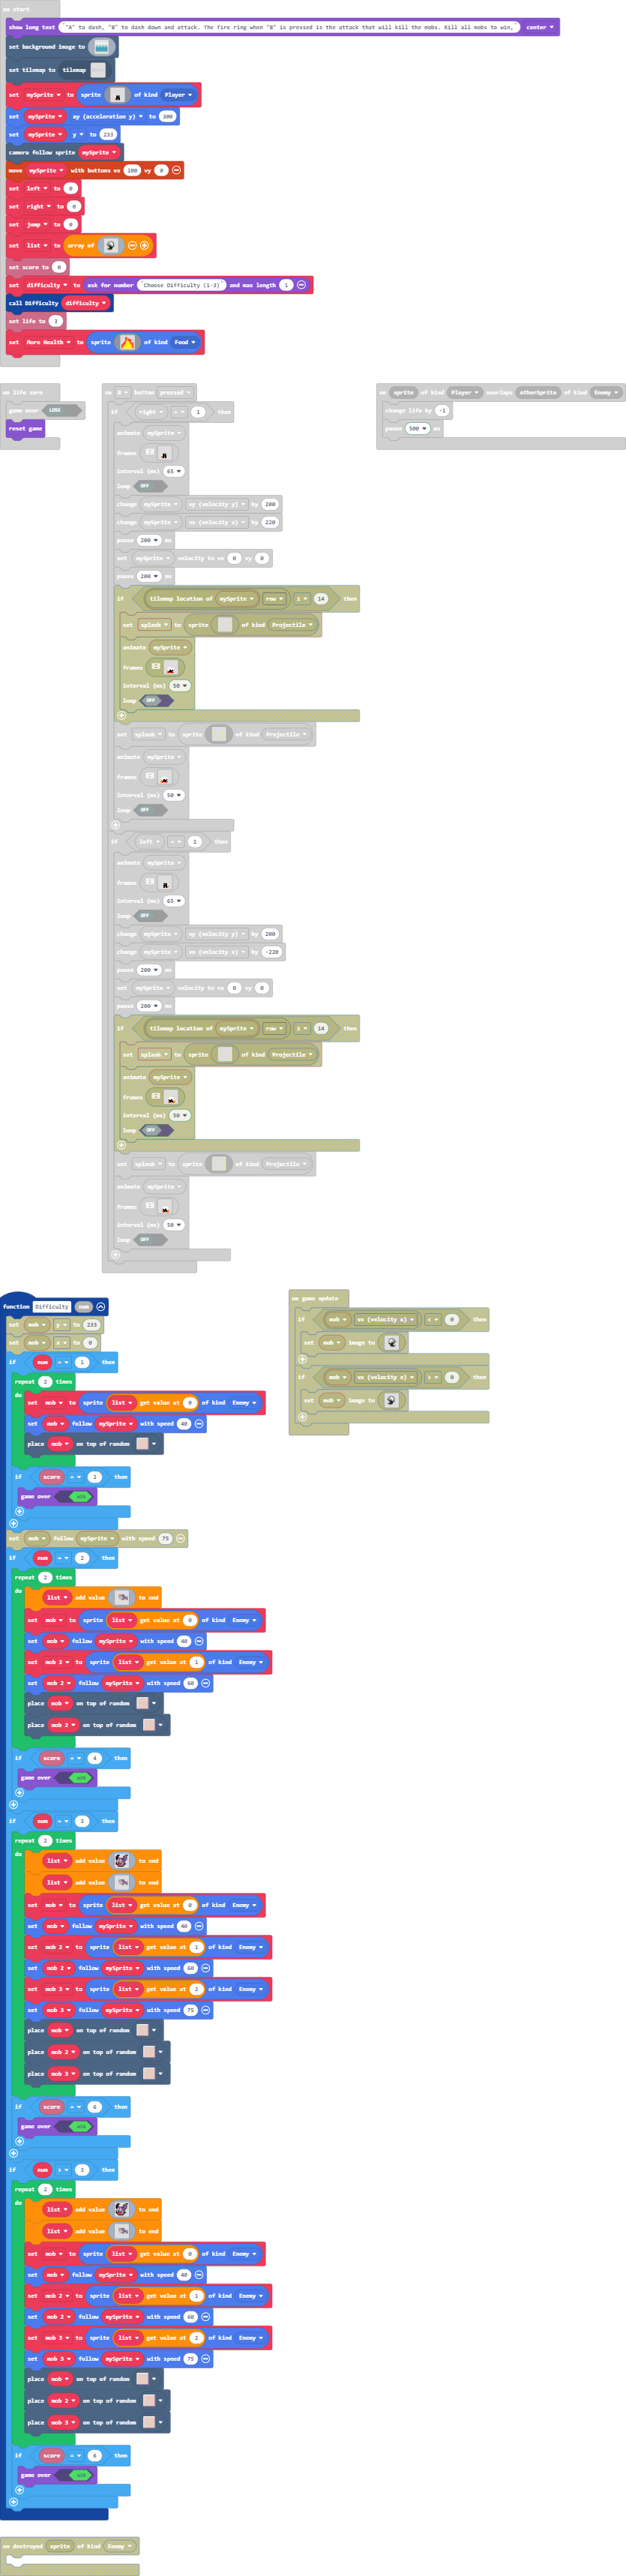 on start
show long text "A" to dash, "B" to dash down and attack. The fire ring when "B" is pressed is the attack that will kill the mobs. Kill all mobs to win, center
set background image to
set tilemap to tilemap
set mySprite to sprite of kind Player
set mySprite ay (acceleration y) to 300
set mySprite y to 233
camera follow sprite mySprite
move mySprite with buttons vx 100 vy 0
set left to 0
set right to 0
set jump to 0
set list to array of
set score to 0
set difficulty to ask for number "Choose Difficulty (1-3)" and max length 1
call Difficulty difficulty
set life to 3
set More Health to sprite of kind Food
on life zero
game over LOSE
reset game
on B button pressed
if right = 1 then
animate mySprite
frames
interval (ms) 65
loop OFF
change mySprite vy (velocity y) by 200
change mySprite vx (velocity x) by 220
pause 200 ms
set mySprite velocity to vx 0 vy 0
pause 200 ms
if tilemap location of mySprite row ≤ 14 then
set splash to sprite of kind Projectile
animate mySprite
frames
interval (ms) 50
loop OFF
set splash to sprite of kind Projectile
animate mySprite
frames
interval (ms) 50
loop OFF
if left = 1 then
animate mySprite
frames
interval (ms) 65
loop OFF
change mySprite vy (velocity y) by 200
change mySprite vx (velocity x) by -220
pause 200 ms
set mySprite velocity to vx 0 vy 0
pause 200 ms
if tilemap location of mySprite row ≤ 14 then
set splash to sprite of kind Projectile
animate mySprite
frames
interval (ms) 50
loop OFF
set splash to sprite of kind Projectile
animate mySprite
frames
interval (ms) 50
loop OFF
on sprite of kind Player overlaps otherSprite of kind Enemy
change life by -1
pause 500 ms
function Difficulty num
set mob y to 233
set mob x to 0
if num = 1 then
repeat 2 times
do set mob to sprite list get value at 0 of kind Enemy
set mob follow mySprite with speed 40
place mob on top of random
if score = 2 then
game over WIN
set mob follow mySprite with speed 75
if num = 2 then
repeat 2 times
do list add value to end
set mob to sprite list get value at 0 of kind Enemy
set mob follow mySprite with speed 40
set mob 2 to sprite list get value at 1 of kind Enemy
set mob 2 follow mySprite with speed 60
place mob on top of random
place mob 2 on top of random
if score = 4 then
game over WIN
if num = 3 then
repeat 2 times
do list add value to end
list add value to end
set mob to sprite list get value at 0 of kind Enemy
set mob follow mySprite with speed 40
set mob 2 to sprite list get value at 1 of kind Enemy
set mob 2 follow mySprite with speed 60
set mob 3 to sprite list get value at 2 of kind Enemy
set mob 3 follow mySprite with speed 75
place mob on top of random
place mob 2 on top of random
place mob 3 on top of random
if score = 6 then
game over WIN
if num > 3 then
repeat 2 times
do list add value to end
list add value to end
set mob to sprite list get value at 0 of kind Enemy
set mob follow mySprite with speed 40
set mob 2 to sprite list get value at 1 of kind Enemy
set mob 2 follow mySprite with speed 60
set mob 3 to sprite list get value at 2 of kind Enemy
set mob 3 follow mySprite with speed 75
place mob on top of random
place mob 2 on top of random
place mob 3 on top of random
if score = 6 then
game over WIN
on game update
if mob vx (velocity x) < 0 then
set mob image to
if mob vx (velocity x) > 0 then
set mob image to
on destroyed sprite of kind Enemy